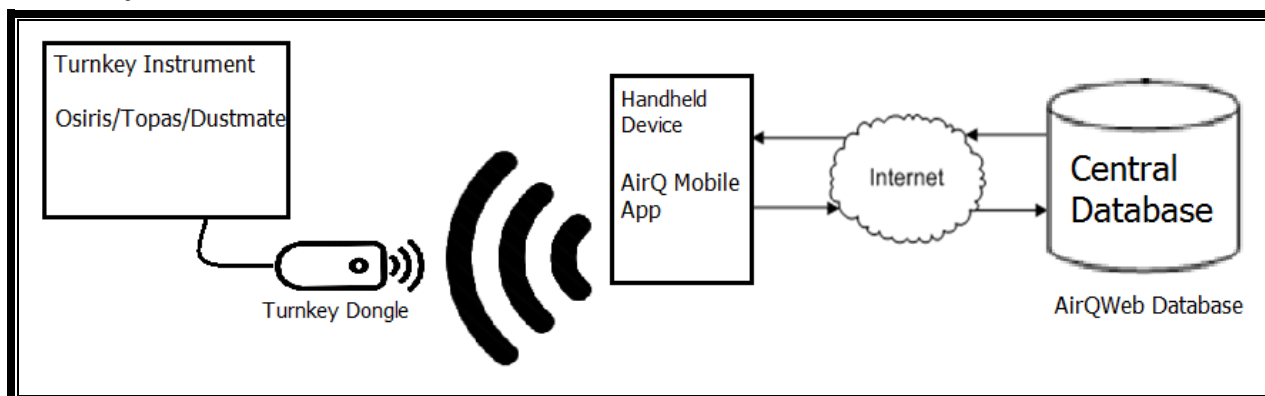 Turnkey Instrument
Osiris/Topas/Dustmate
Turnkey Dongle
Handheld
Device
AirQ Mobile
App
Internet
Central
Database
AirQWeb Database